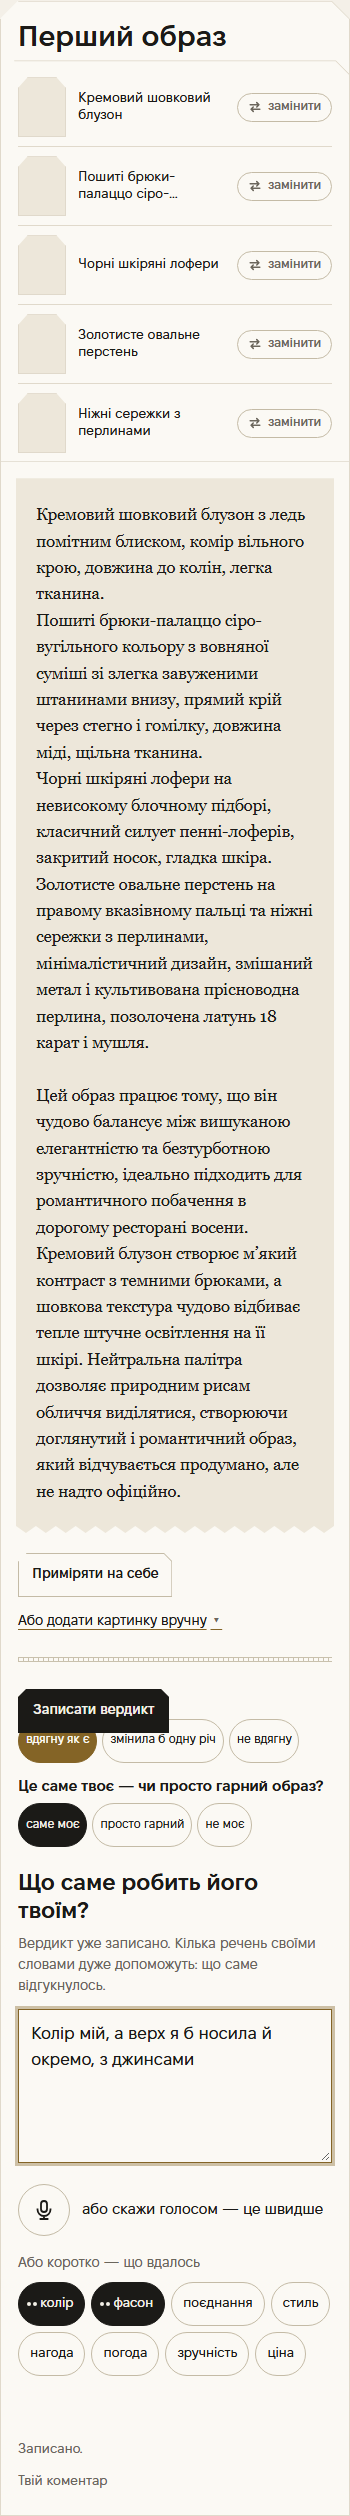 Перший образ
Кремовий шовковий
блузон
замінити
Пошиті брюки-
палаццо сіро-...
замінити
Чорні шкіряні лофери
замінити
Золотисте овальне
перстень
замінити
Ніжні сережки з
перлинами
замінити
Кремовий шовковий блузон з ледь
помітним блиском, комір вільного
крою, довжина до колін, легка
тканина.
Пошиті брюки-палаццо сіро-
вугільного кольору з вовняної
суміші зі злегка завуженими
штанинами внизу, прямий крій
через стегно і гомілку, довжина
міді, щільна тканина.
Чорні шкіряні лофери на
невисокому блочному підборі,
класичний силует пенні-лоферів,
закритий носок, гладка шкіра.
Золотисте овальне перстень на
правому вказівному пальці та ніжні
сережки з перлинами,
мінімалістичний дизайн, змішаний
метал і культивована прісноводна
перлина, позолочена латунь 18
карат і мушля.
Цей образ працює тому, що він
чудово балансує між вишуканою
елегантністю та безтурботною
зручністю, ідеально підходить для
романтичного побачення в
дорогому ресторані восени.
Кремовий блузон створює м’який
контраст з темними брюками, а
шовкова текстура чудово відбиває
тепле штучне освітлення на її
шкірі. Нейтральна палітра
дозволяє природним рисам
обличчя виділятися, створюючи
доглянутий і романтичний образ,
який відчувається продумано, але
не надто офіційно.
Приміряти на себе
Або додати картинку вручну
Записати вердикт
вдягну як є
змінила б одну річ
не вдягну
Це саме твоє — чи просто гарний образ?
саме моє
просто гарний
не моє
Що саме робить його
твоїм?
Вердикт уже записано. Кілька речень своїми
словами дуже допоможуть: що саме
відгукнулось.
Колір мій, а верх я б носила й
окремо, з джинсами
або скажи голосом — це швидше
Або коротко — що вдалось
колір
фасон
поєднання
стиль
нагода
погода
зручність
ціна
Записано.
Твій коментар